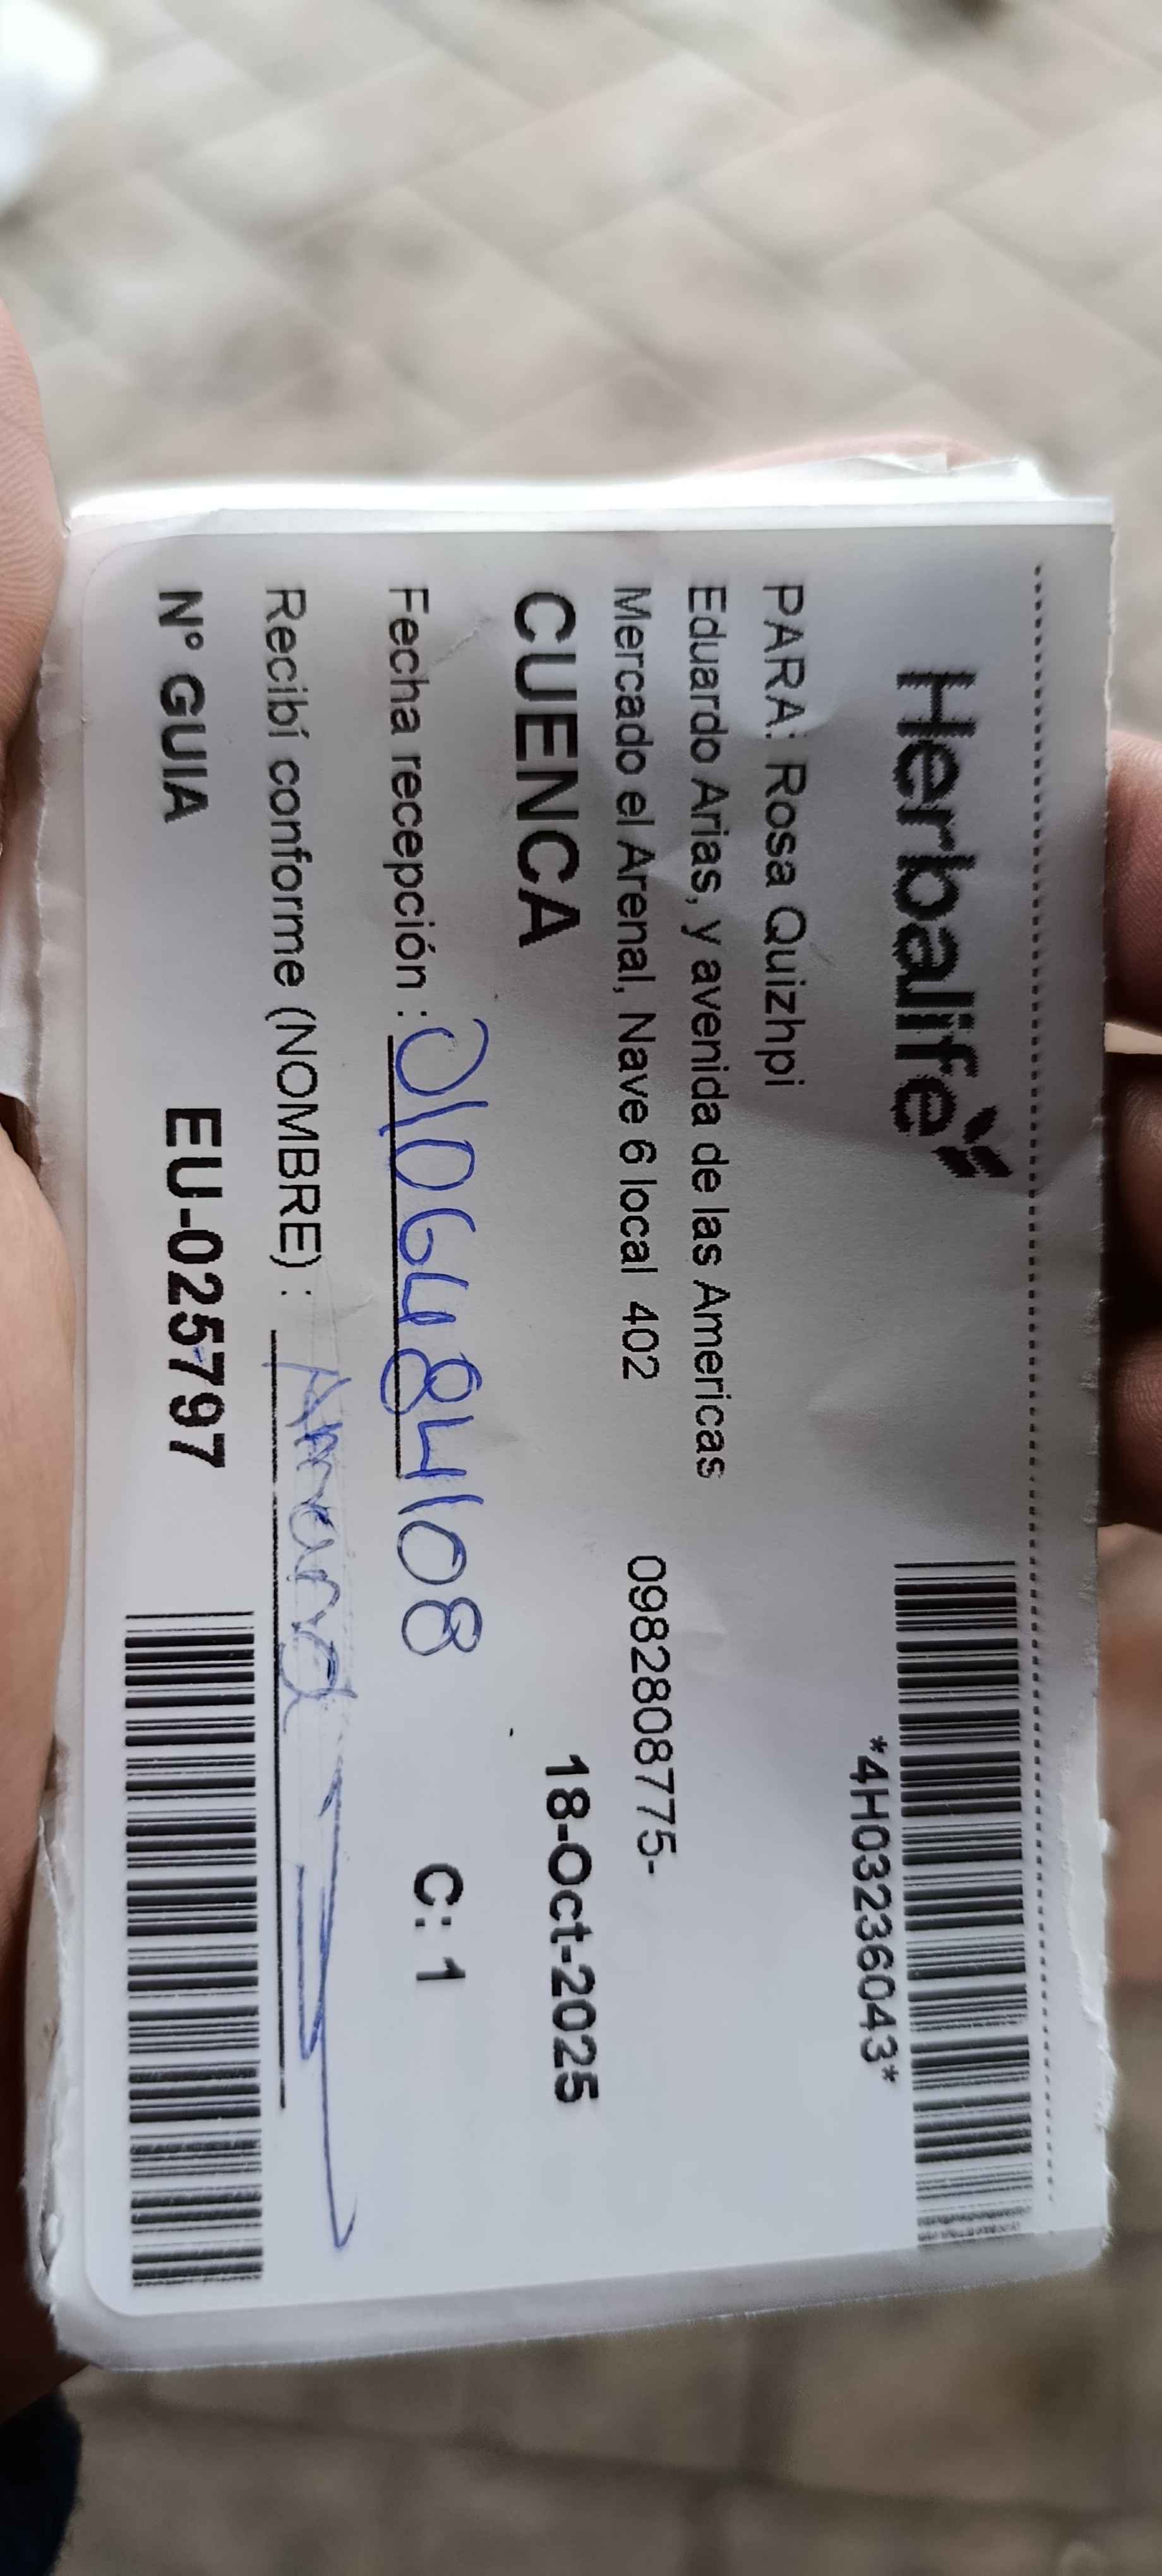 Herbalife
*4H03236043*
PARA: Rosa Quizhpi
Eduardo Arias, y avenida de las Americas
Mercado el Arenal, Nave 6 local 402 0982808775-
CUENCA 18-Oct-2025
Fecha recepción : 0106484108 C: 1
Recibí conforme (NOMBRE) :
N° GUIA EU-025797